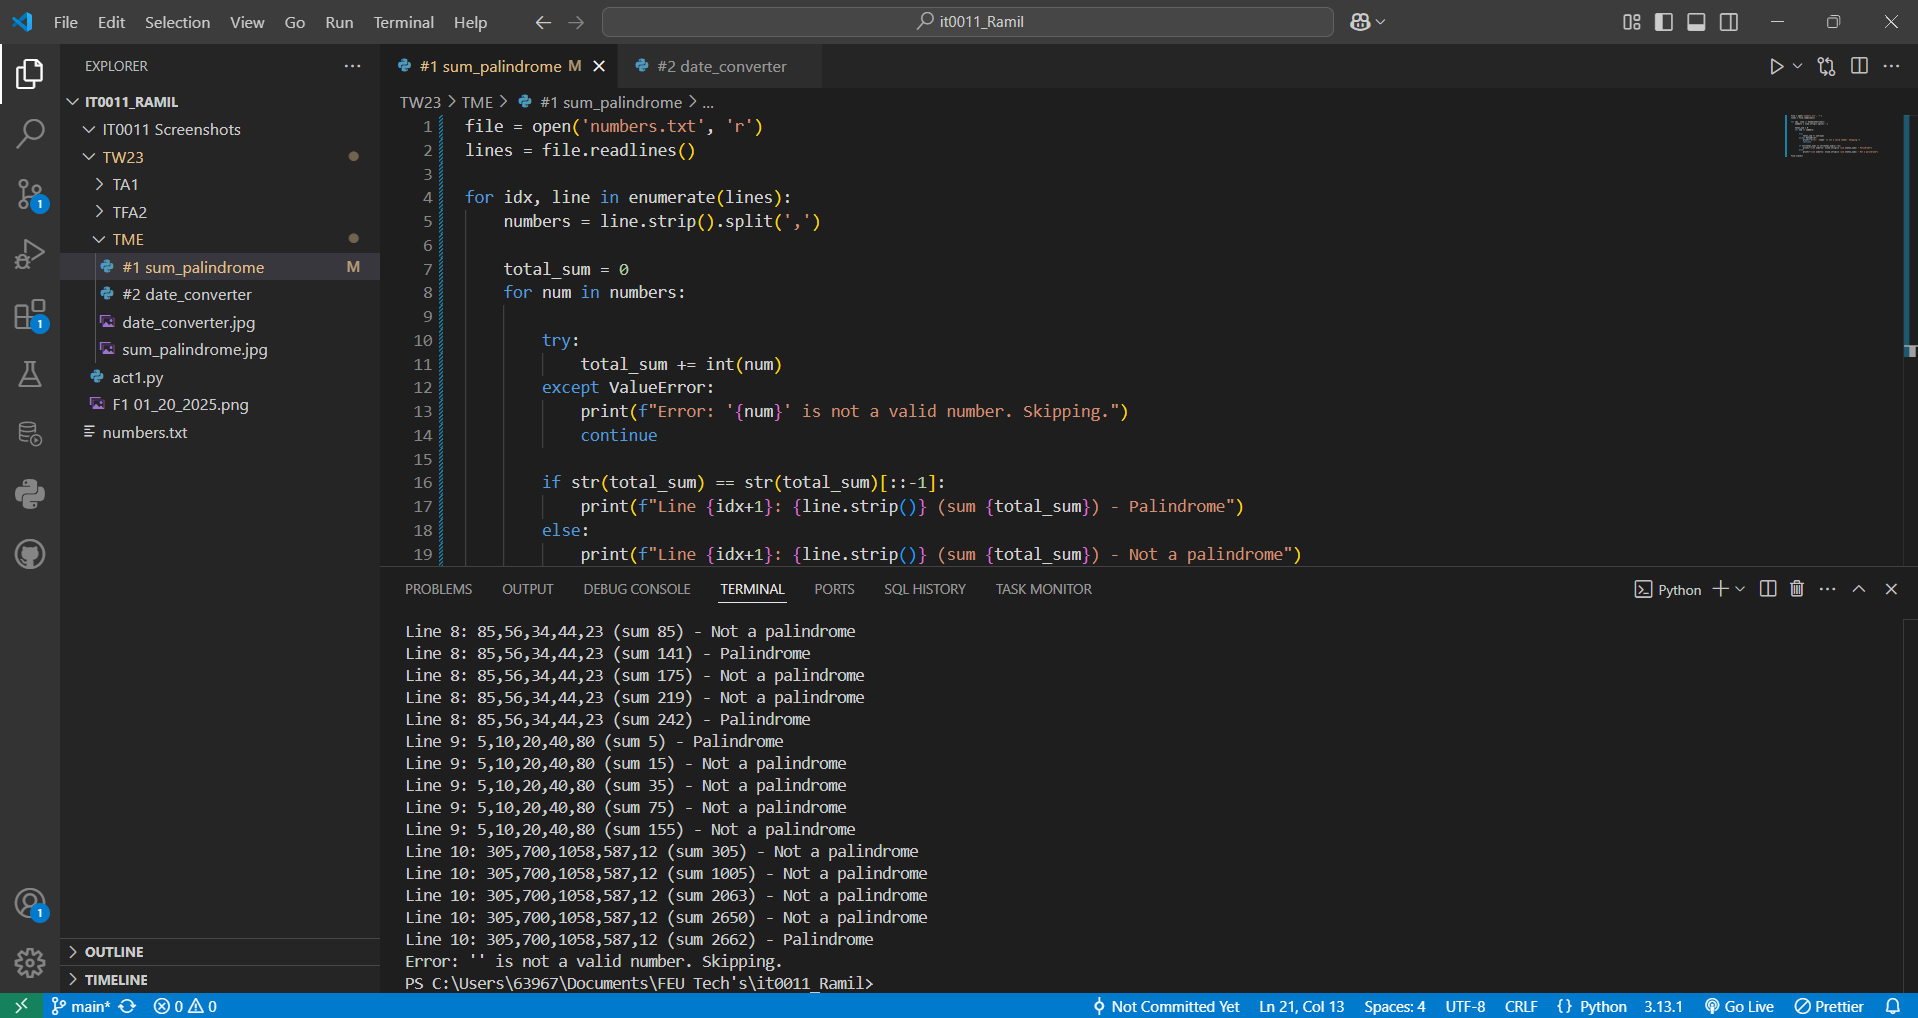 File Edit Selection View Go Run Terminal Help
it0011_Ramil
EXPLORER
IT0011_RAMIL
IT0011 Screenshots
TW23
TA1
TFA2
TME
#1 sum_palindrome M
#2 date_converter
date_converter.jpg
sum_palindrome.jpg
act1.py
F1 01_20_2025.png
numbers.txt
OUTLINE
TIMELINE
1
1
1
#1 sum_palindrome M
#2 date_converter
TW23 > TME > #1 sum_palindrome > ...
1 file = open('numbers.txt', 'r')
2 lines = file.readlines()
3
4 for idx, line in enumerate(lines):
5     numbers = line.strip().split(',')
6
7     total_sum = 0
8     for num in numbers:
9
10         try:
11             total_sum += int(num)
12         except ValueError:
13             print(f"Error: '{num}' is not a valid number. Skipping.")
14             continue
15
16         if str(total_sum) == str(total_sum)[::-1]:
17             print(f"Line {idx+1}: {line.strip()} (sum {total_sum}) - Palindrome")
18         else:
19             print(f"Line {idx+1}: {line.strip()} (sum {total_sum}) - Not a palindrome")
PROBLEMS OUTPUT DEBUG CONSOLE TERMINAL PORTS SQL HISTORY TASK MONITOR
Python
Line 8: 85,56,34,44,23 (sum 85) - Not a palindrome
Line 8: 85,56,34,44,23 (sum 141) - Palindrome
Line 8: 85,56,34,44,23 (sum 175) - Not a palindrome
Line 8: 85,56,34,44,23 (sum 219) - Not a palindrome
Line 8: 85,56,34,44,23 (sum 242) - Palindrome
Line 9: 5,10,20,40,80 (sum 5) - Palindrome
Line 9: 5,10,20,40,80 (sum 15) - Not a palindrome
Line 9: 5,10,20,40,80 (sum 35) - Not a palindrome
Line 9: 5,10,20,40,80 (sum 75) - Not a palindrome
Line 9: 5,10,20,40,80 (sum 155) - Not a palindrome
Line 10: 305,700,1058,587,12 (sum 305) - Not a palindrome
Line 10: 305,700,1058,587,12 (sum 1005) - Not a palindrome
Line 10: 305,700,1058,587,12 (sum 2063) - Not a palindrome
Line 10: 305,700,1058,587,12 (sum 2650) - Not a palindrome
Line 10: 305,700,1058,587,12 (sum 2662) - Palindrome
Error: '' is not a valid number. Skipping.
PS C:\Users\63967\Documents\FEU Tech's\it0011_Ramil>
main* 0 0 Not Committed Yet Ln 21, Col 13 Spaces: 4 UTF-8 CRLF {} Python 3.13.1 Go Live Prettier